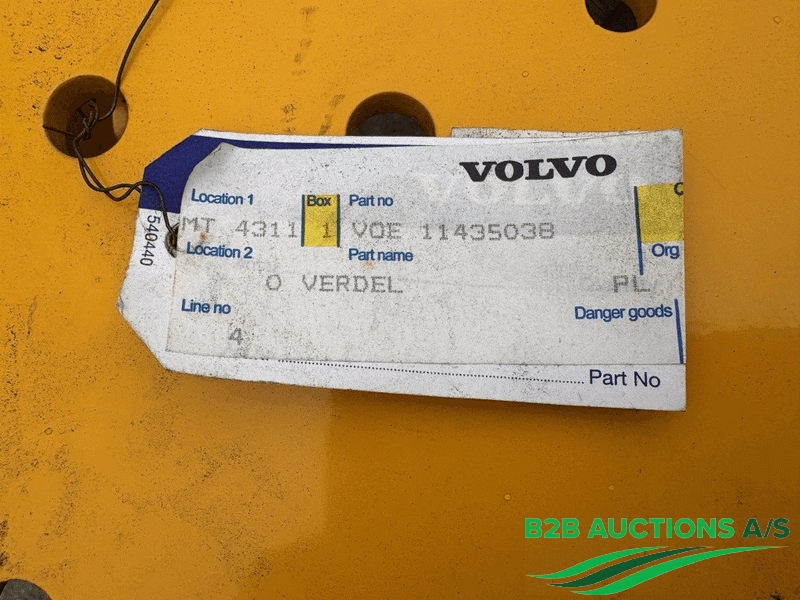 VOLVO
Location 1 Box Part no
MT 4311 1 VOE 11435038
Location 2 Part name Org
O VERDEL PL
Line no Danger goods
4
Part No
540440
B2B AUCTIONS A/S